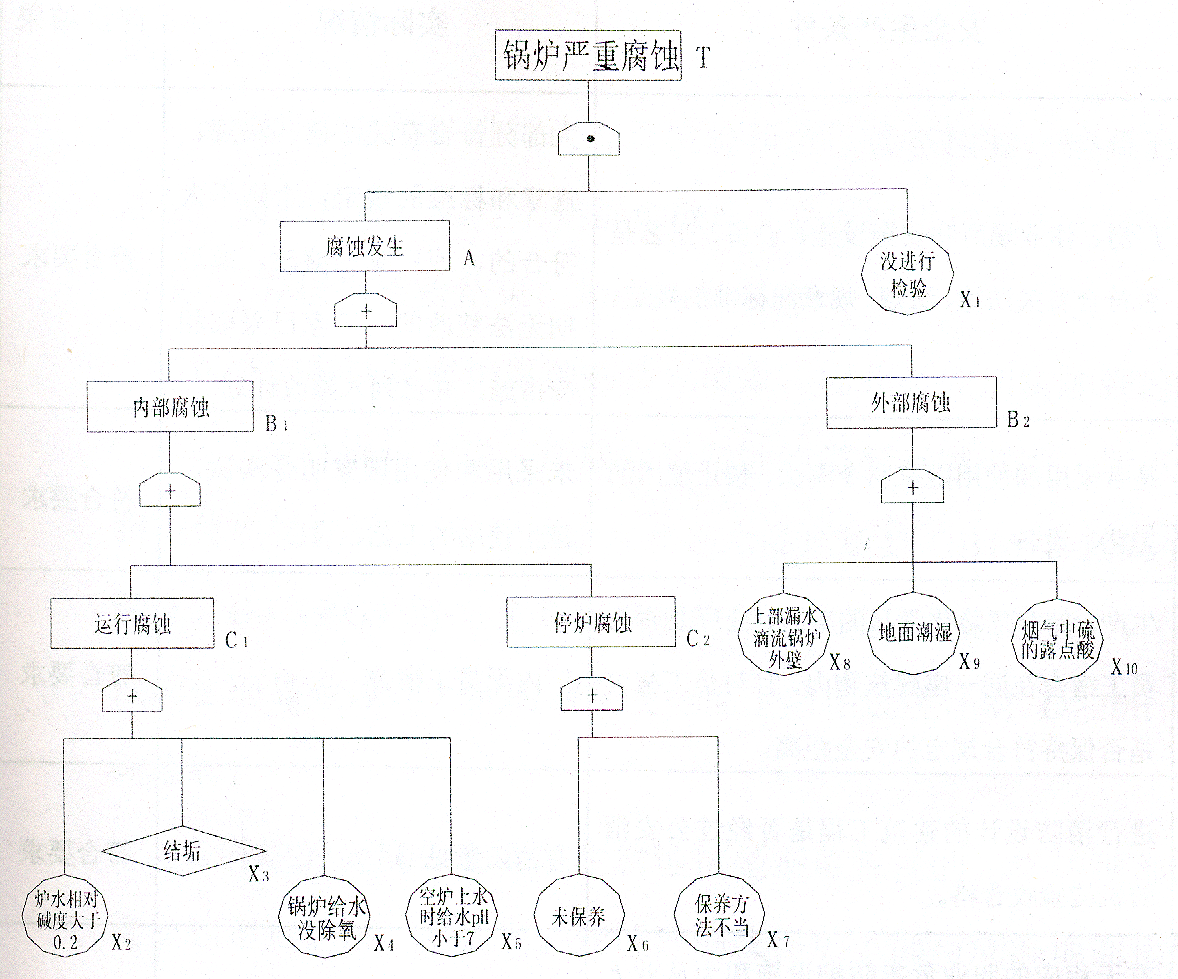 锅炉严重腐蚀 T
腐蚀发生 A
没进行
检验
X1
内部腐蚀 B1
外部腐蚀 B2
运行腐蚀 C1
停炉腐蚀 C2
上部漏水
滴流锅炉
外壁
X8
地面潮湿 X9
烟气中硫
的露点酸
X10
结垢 X3
炉水相对
碱度大于
0.2
X2
锅炉给水
没除氧
X4
空炉上水
时给水pH
小于7
X5
未保养 X6
保养方
法不当
X7